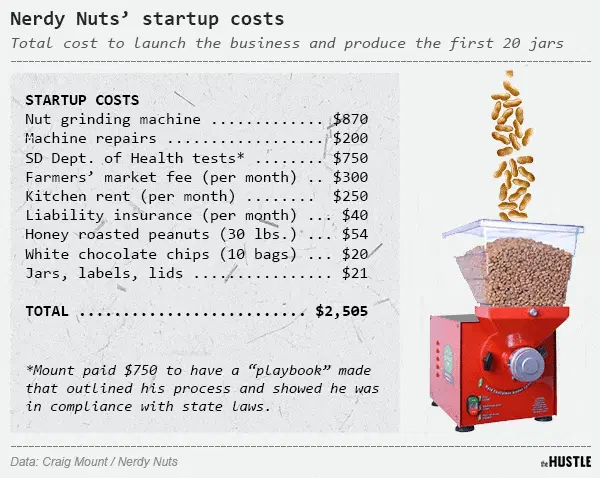 Nerdy Nuts’ startup costs
Total cost to launch the business and produce the first 20 jars
STARTUP COSTS
Nut grinding machine ............. $870
Machine repairs .................. $200
SD Dept. of Health tests* ........ $750
Farmers’ market fee (per month) .. $300
Kitchen rent (per month) ........ $250
Liability insurance (per month) ... $40
Honey roasted peanuts (30 lbs.) ... $54
White chocolate chips (10 bags) ... $20
Jars, labels, lids ................ $21
TOTAL .......................... $2,505
*Mount paid $750 to have a “playbook” made
that outlined his process and showed he was
in compliance with state laws.
Data: Craig Mount / Nerdy Nuts
the HUSTLE